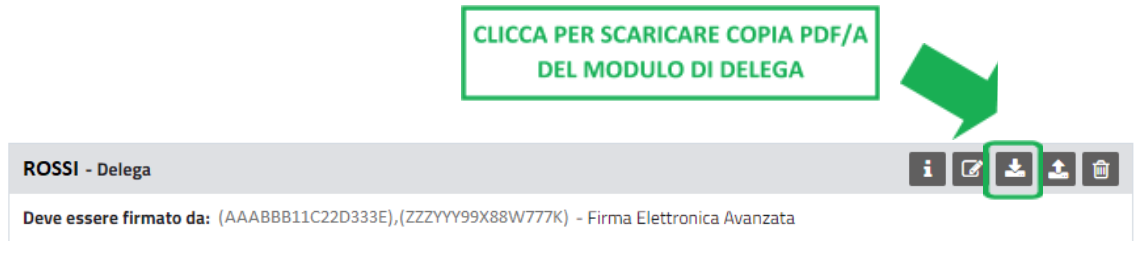 CLICCA PER SCARICARE COPIA PDF/A
DEL MODULO DI DELEGA
ROSSI - Delega
Deve essere firmato da: (AAABBB11C22D333E),(ZZZYYY99X88W777K) - Firma Elettronica Avanzata